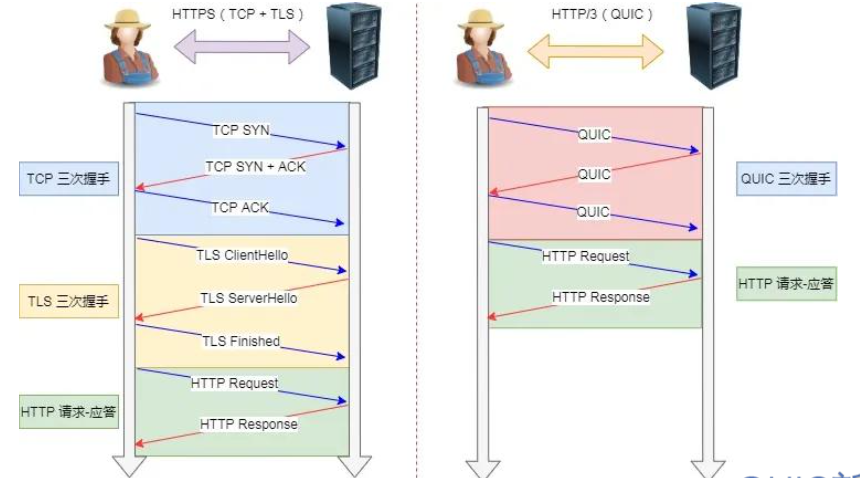 HTTPS（TCP + TLS）
TCP 三次握手
TCP SYN
TCP SYN + ACK
TCP ACK
TLS 三次握手
TLS ClientHello
TLS ServerHello
TLS Finished
HTTP 请求-应答
HTTP Request
HTTP Response
HTTP/3（QUIC）
QUIC
QUIC
QUIC
QUIC 三次握手
HTTP Request
HTTP Response
HTTP 请求-应答